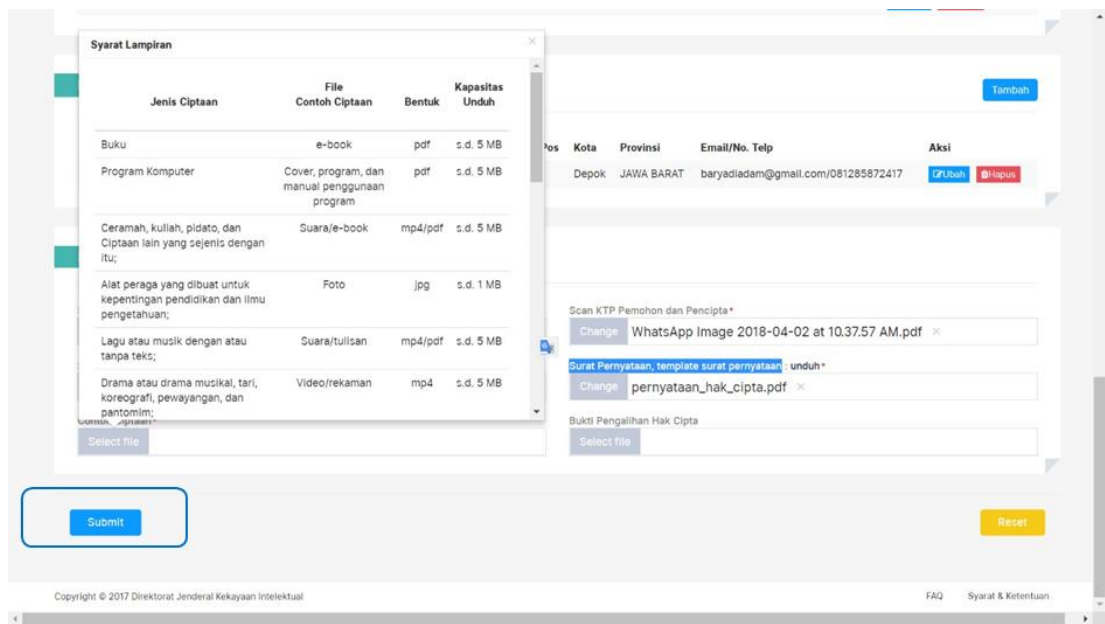 Syarat Lampiran
Jenis Ciptaan File Contoh Ciptaan Bentuk Kapasitas Unduh
Buku e-book pdf s.d. 5 MB
Program Komputer Cover, program, dan pdf s.d. 5 MB
manual penggunaan
program
Ceramah, kuliah, pidato, dan Suara/e-book mp4/pdf s.d. 5 MB
Ciptaan lain yang sejenis dengan
itu;
Alat peraga yang dibuat untuk Foto jpg s.d. 1 MB
kepentingan pendidikan dan ilmu
pengetahuan;
Lagu atau musik dengan atau Suara/tulisan mp4/pdf s.d. 5 MB
tanpa teks;
Drama atau drama musikal, tari, Video/rekaman mp4 s.d. 5 MB
koreografi, pewayangan, dan
pantomim;
Tambah
Pos Kota Provinsi Email/No. Telp Aksi
Depok JAWA BARAT baryadiadam@gmail.com/081285872417 Ubah Hapus
Scan KTP Pemohon dan Pencipta*
Change WhatsApp Image 2018-04-02 at 10.37.57 AM.pdf ×
Surat Pernyataan, template surat pernyataan : unduh*
Change pernyataan_hak_cipta.pdf ×
Contoh Ciptaan* Bukti Pengalihan Hak Cipta
Select file Select file
Submit Reset
Copyright © 2017 Direktorat Jenderal Kekayaan Intelektual FAQ Syarat & Ketentuan